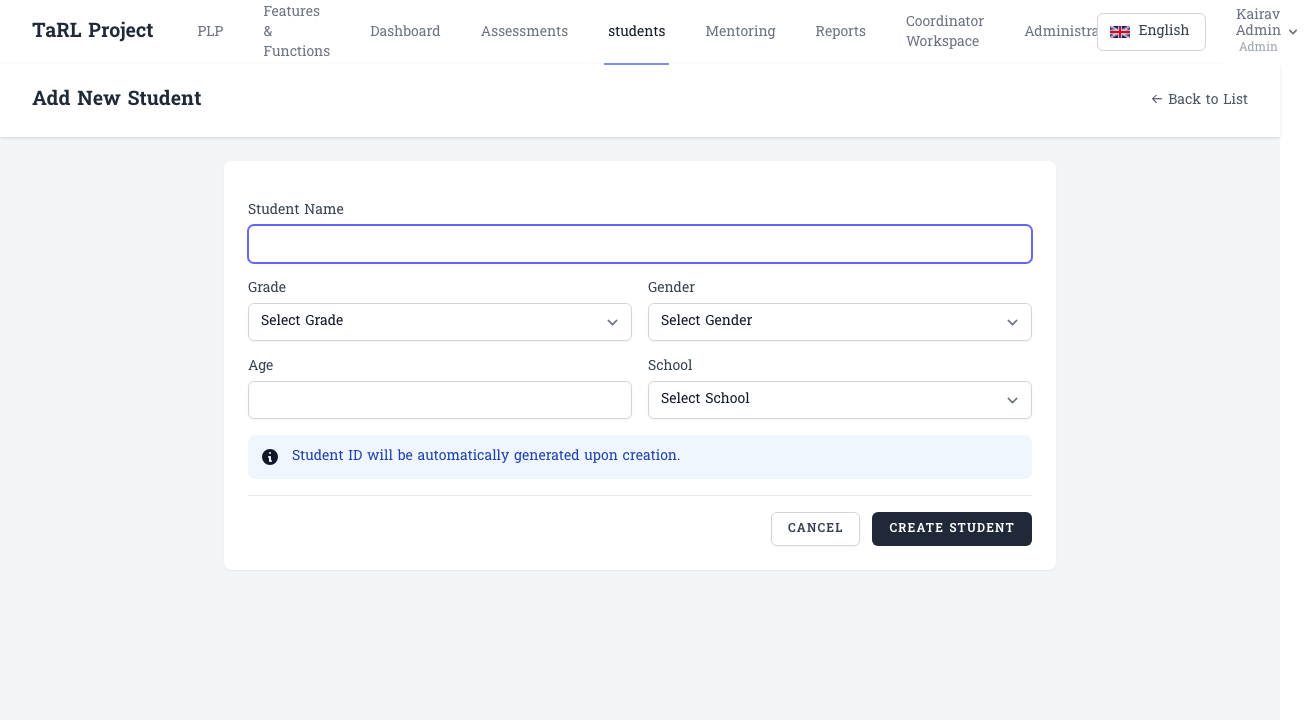 TaRL Project
PLP
Features
&
Functions
Dashboard
Assessments
students
Mentoring
Reports
Coordinator
Workspace
Administra
English
Kairav
Admin
Admin
Add New Student
← Back to List
Student Name
Grade
Gender
Select Grade
Select Gender
Age
School
Select School
Student ID will be automatically generated upon creation.
CANCEL
CREATE STUDENT